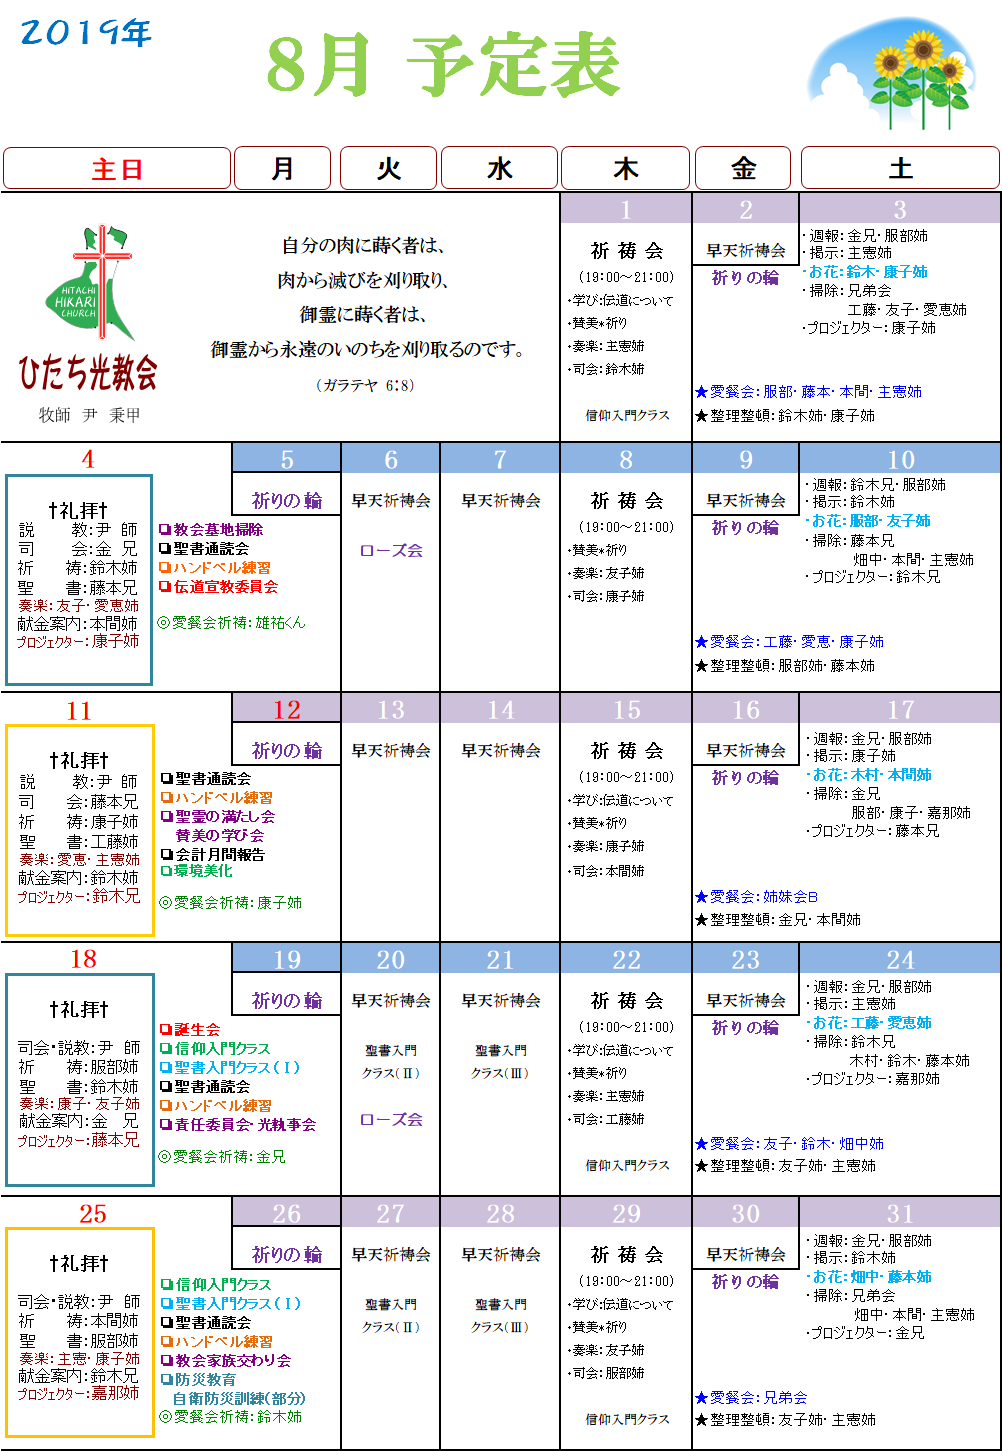 2019年
8月 予定表
主日 月 火 水 木 金 土
HITACHI
HIKARI
CHURCH
ひたち光教会
牧師 尹 秉甲
自分の肉に蒔く者は、
肉から滅びを刈り取り、
御霊に蒔く者は、
御霊から永遠のいのちを刈り取るのです。
（ガラテヤ 6：8）
1
祈 祷 会
（19：00～21：00）
・学び：伝道について
・賛美*祈り
・奏楽：主憲姉
・司会：鈴木姉
信仰入門クラス
2
早天祈祷会
祈りの輪
3
・週報：金兄・服部姉
・掲示：主憲姉
・お花：鈴木・康子姉
・掃除：兄弟会
工藤・友子・愛恵姉
・プロジェクター：康子姉
★愛餐会：服部・藤本・本間・主憲姉
★整理整頓：鈴木姉・康子姉
4
✝礼拝✝
説 教：尹 師
司 会：金 兄
祈 祷：鈴木姉
聖 書：藤本兄
奏楽：友子・愛恵姉
献金案内：本間姉
プロジェクター：康子姉
❏教会墓地掃除
❏聖書通読会
❏ハンドベル練習
❏伝道宣教委員会
◎愛餐会祈祷：雄祐くん
5
祈りの輪
6
早天祈祷会
ローズ会
7
早天祈祷会
8
祈 祷 会
（19：00～21：00）
・賛美*祈り
・奏楽：友子姉
・司会：康子姉
9
早天祈祷会
祈りの輪
10
・週報：鈴木兄・服部姉
・掲示：鈴木姉
・お花：服部・友子姉
・掃除：藤本兄
畑中・本間・主憲姉
・プロジェクター：鈴木兄
★愛餐会：工藤・愛恵・康子姉
★整理整頓：服部姉・藤本姉
11
✝礼拝✝
説 教：尹 師
司 会：藤本兄
祈 祷：康子姉
聖 書：工藤姉
奏楽：愛恵・主憲姉
献金案内：鈴木姉
プロジェクター：鈴木兄
❏聖書通読会
❏ハンドベル練習
❏聖霊の満たし会
賛美の学び会
❏会計月間報告
❏環境美化
◎愛餐会祈祷：康子姉
12
祈りの輪
13
早天祈祷会
14
早天祈祷会
15
祈 祷 会
（19：00～21：00）
・学び：伝道について
・賛美*祈り
・奏楽：康子姉
・司会：本間姉
16
早天祈祷会
祈りの輪
17
・週報：金兄・服部姉
・掲示：康子姉
・お花：木村・本間姉
・掃除：金兄
服部・康子・嘉那姉
・プロジェクター：藤本兄
★愛餐会：姉妹会B
★整理整頓：金兄・本間姉
18
✝礼拝✝
司会・説教：尹 師
祈 祷：服部姉
聖 書：鈴木姉
奏楽：康子・友子姉
献金案内：金 兄
プロジェクター：藤本兄
❏誕生会
❏信仰入門クラス
❏聖書入門クラス（Ⅰ）
❏聖書通読会
❏ハンドベル練習
❏責任委員会・光執事会
◎愛餐会祈祷：金兄
19
祈りの輪
20
早天祈祷会
聖書入門
クラス（Ⅱ）
ローズ会
21
早天祈祷会
聖書入門
クラス（Ⅲ）
22
祈 祷 会
（19：00～21：00）
・学び：伝道について
・賛美*祈り
・奏楽：主憲姉
・司会：工藤姉
信仰入門クラス
23
早天祈祷会
祈りの輪
24
・週報：金兄・服部姉
・掲示：主憲姉
・お花：工藤・愛恵姉
・掃除：鈴木兄
木村・鈴木・藤本姉
・プロジェクター：嘉那姉
★愛餐会：友子・鈴木・畑中姉
★整理整頓：友子姉・主憲姉
25
✝礼拝✝
司会・説教：尹 師
祈 祷：本間姉
聖 書：服部姉
奏楽：主憲・康子姉
献金案内：鈴木兄
プロジェクター：嘉那姉
❏信仰入門クラス
❏聖書入門クラス（Ⅰ）
❏聖書通読会
❏ハンドベル練習
❏教会家族交わり会
❏防災教育
自衛防災訓練（部分）
◎愛餐会祈祷：鈴木姉
26
祈りの輪
27
早天祈祷会
聖書入門
クラス（Ⅱ）
28
早天祈祷会
聖書入門
クラス（Ⅲ）
29
祈 祷 会
（19：00～21：00）
・学び：伝道について
・賛美*祈り
・奏楽：友子姉
・司会：服部姉
信仰入門クラス
30
早天祈祷会
祈りの輪
31
・週報：金兄・服部姉
・掲示：鈴木姉
・お花：畑中・藤本姉
・掃除：兄弟会
畑中・本間・主憲姉
・プロジェクター：金兄
★愛餐会：兄弟会
★整理整頓：友子姉・主憲姉